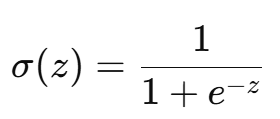 σ(z) = 1 / (1 + e^{-z})